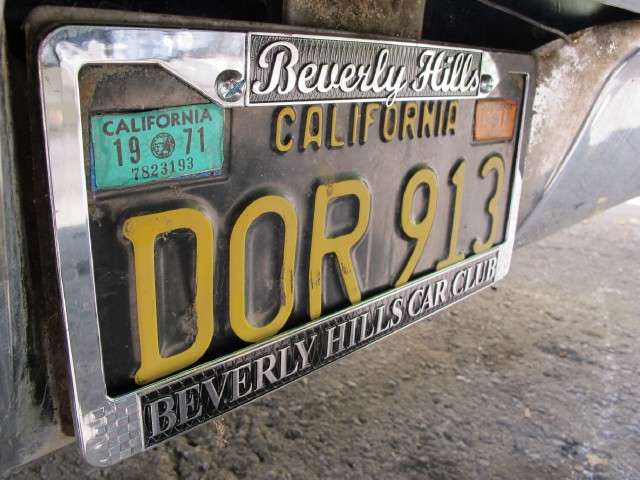 Beverly Hills
CALIFORNIA
CALIFORNIA
19 71
7823193
DOR 913
BEVERLY HILLS CAR CLUB